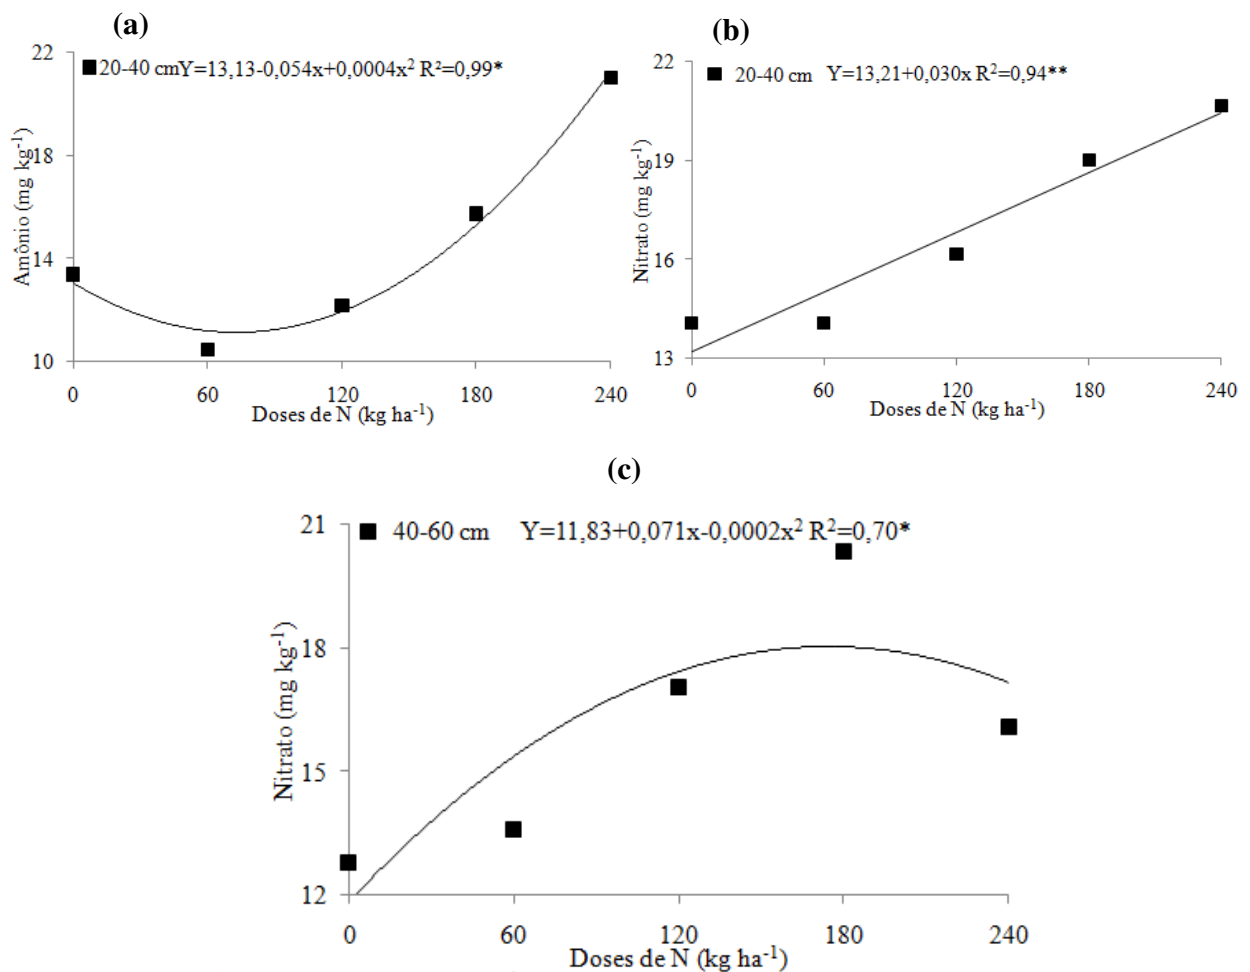 (a)
22
20-40 cmY=13,13-0,054x+0,0004x² R²=0,99*
18
14
10
Amônio (mg kg⁻¹)
0 60 120 180 240
Doses de N (kg ha⁻¹)
(b)
22
20-40 cm Y=13,21+0,030x R²=0,94**
19
16
13
Nitrato (mg kg⁻¹)
0 60 120 180 240
Doses de N (kg ha⁻¹)
(c)
21
40-60 cm Y=11,83+0,071x-0,0002x² R²=0,70*
18
15
12
Nitrato (mg kg⁻¹)
0 60 120 180 240
Doses de N (kg ha⁻¹)